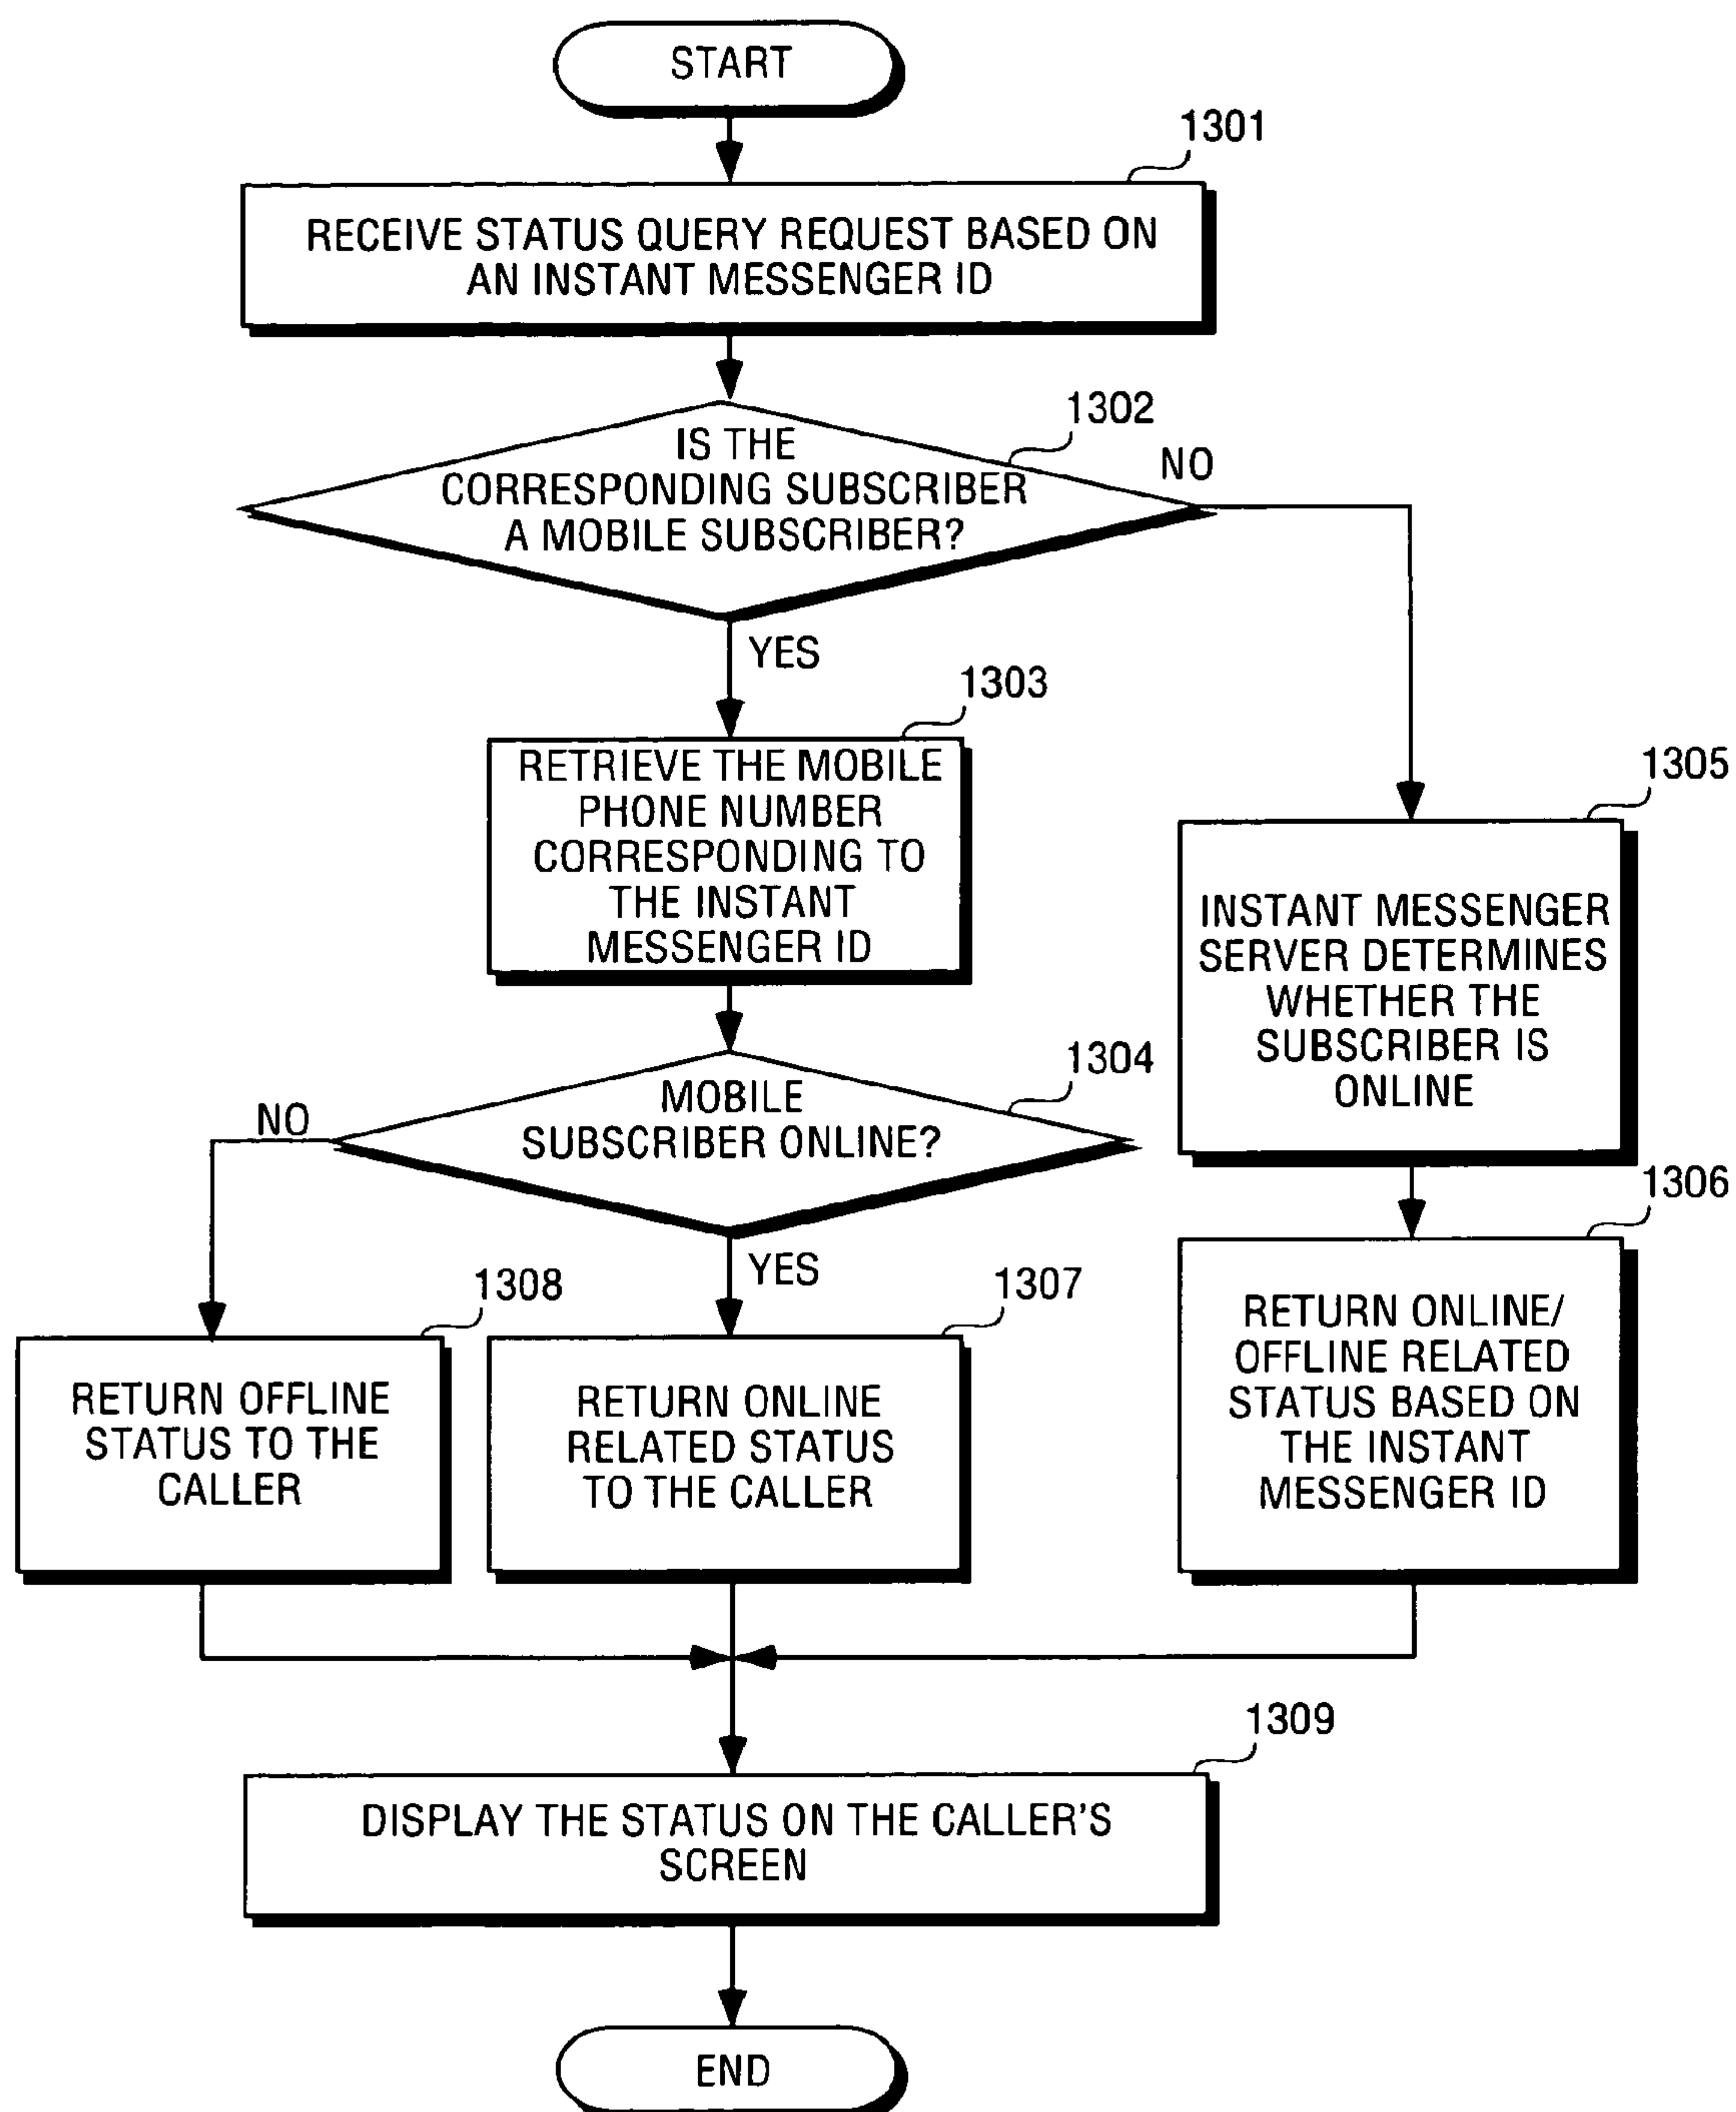 START
1301
RECEIVE STATUS QUERY REQUEST BASED ON
AN INSTANT MESSENGER ID
1302
IS THE
CORRESPONDING SUBSCRIBER
A MOBILE SUBSCRIBER?
NO
YES
1303
RETRIEVE THE MOBILE
PHONE NUMBER
CORRESPONDING TO
THE INSTANT
MESSENGER ID
1305
INSTANT MESSENGER
SERVER DETERMINES
WHETHER THE
SUBSCRIBER IS
ONLINE
1304
MOBILE
SUBSCRIBER ONLINE?
NO
YES
1308
RETURN OFFLINE
STATUS TO THE
CALLER
1307
RETURN ONLINE
RELATED STATUS
TO THE CALLER
1306
RETURN ONLINE/
OFFLINE RELATED
STATUS BASED ON
THE INSTANT
MESSENGER ID
1309
DISPLAY THE STATUS ON THE CALLER'S
SCREEN
END